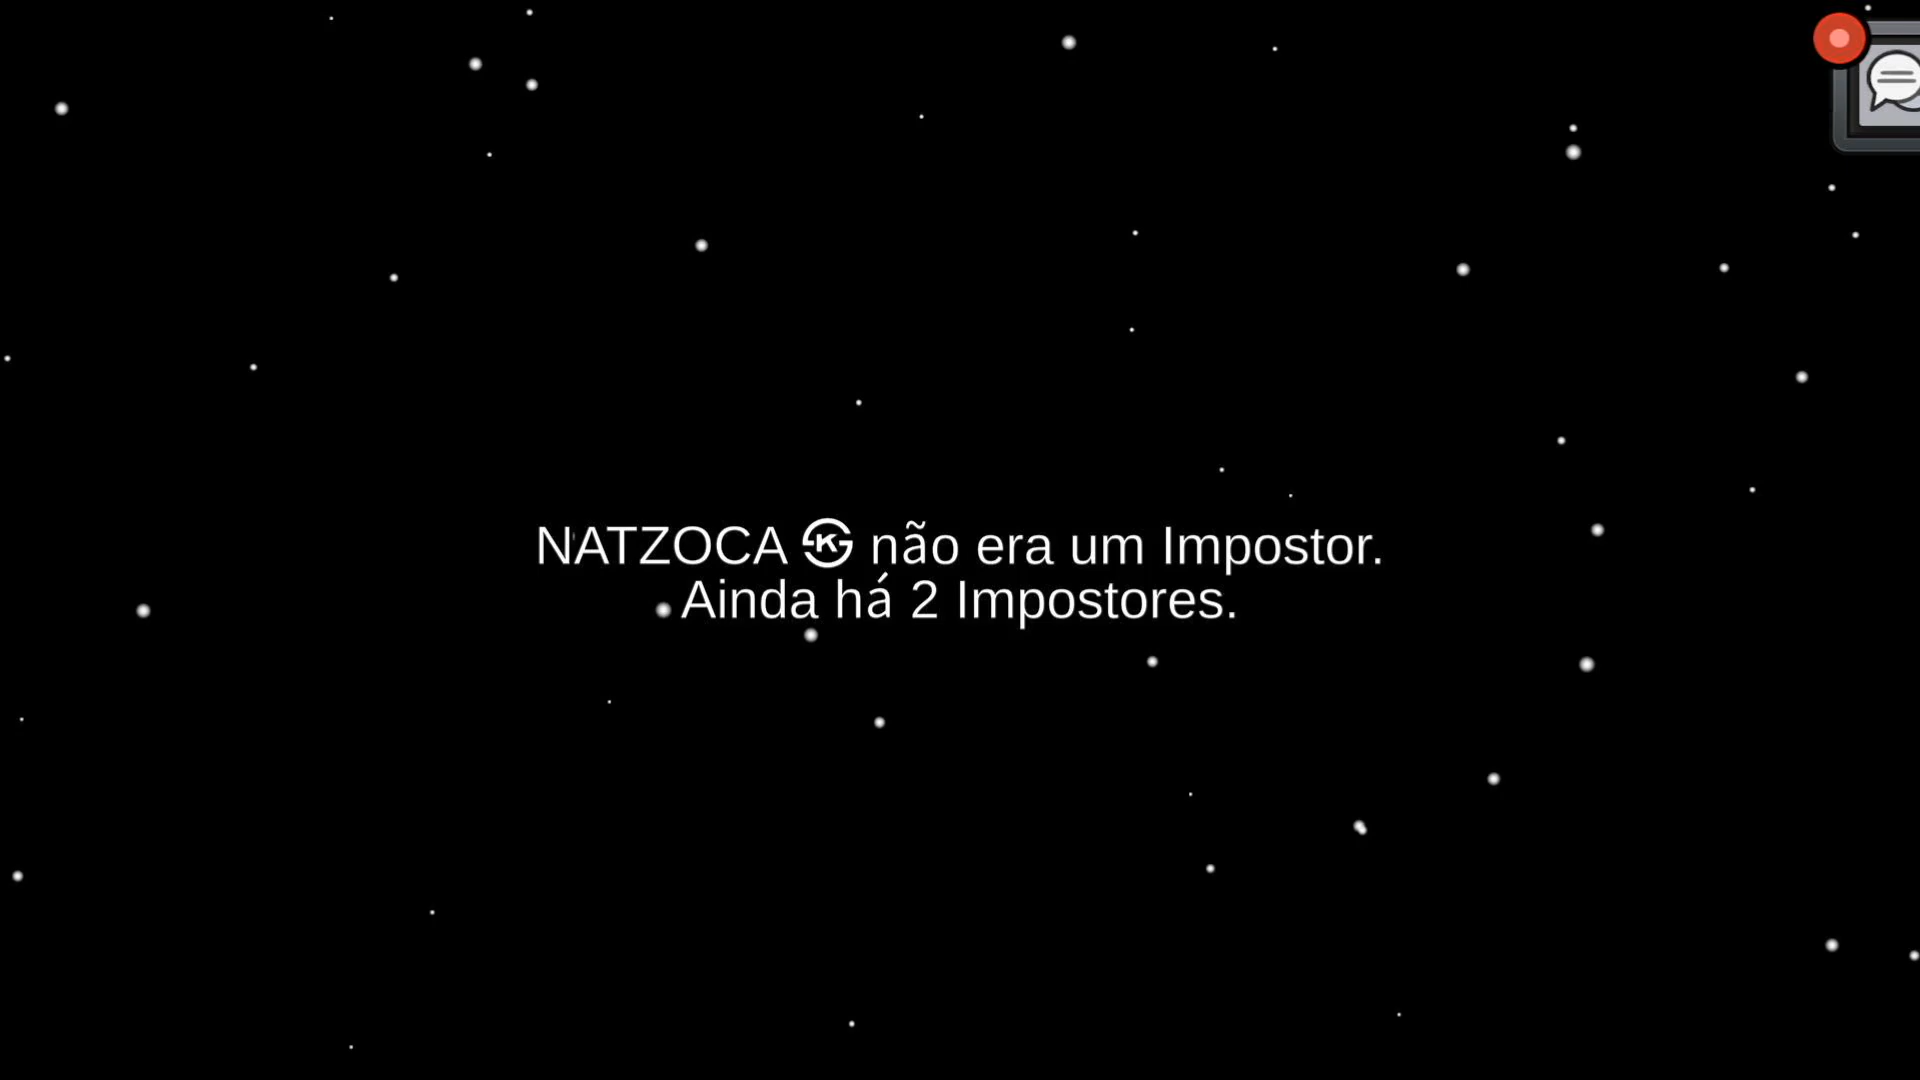 NATZOCA ㉿ não era um Impostor.
Ainda há 2 Impostores.